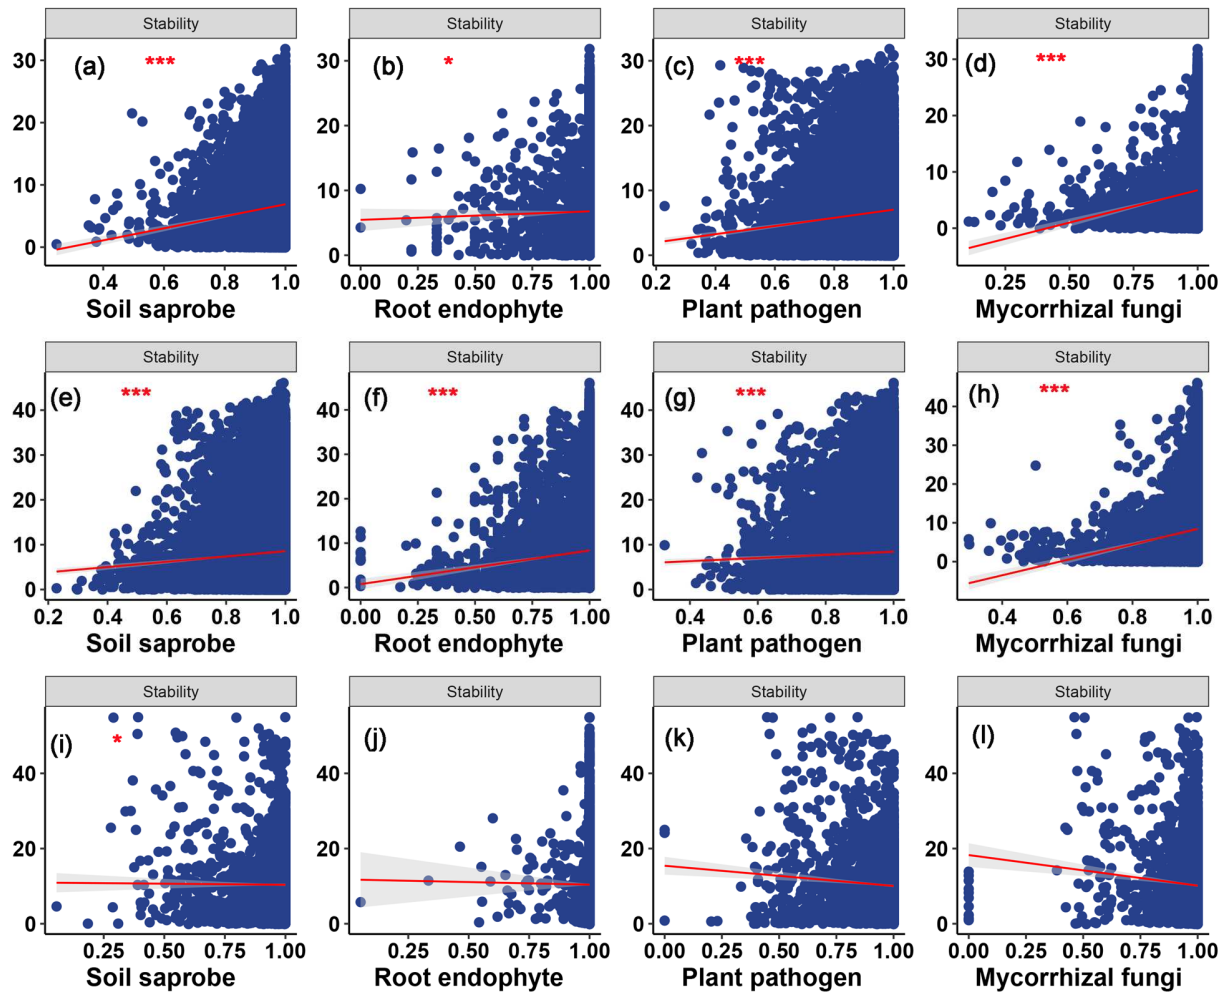 Stability Stability Stability Stability
(a) *** (b) * (c) *** (d) ***
30 30 30 30
20 20 20 20
10 10 10 10
0 0 0 0
0.4 0.6 0.8 1.0 0.00 0.25 0.50 0.75 1.00 0.2 0.4 0.6 0.8 1.0 0.25 0.50 0.75 1.00
Soil saprobe Root endophyte Plant pathogen Mycorrhizal fungi
Stability Stability Stability Stability
(e) *** (f) *** (g) *** (h) ***
40 40 40 40
30 30 30 30
20 20 20 20
10 10 10 10
0 0 0 0
0.2 0.4 0.6 0.8 1.0 0.00 0.25 0.50 0.75 1.00 0.4 0.6 0.8 1.0 0.4 0.6 0.8 1.0
Soil saprobe Root endophyte Plant pathogen Mycorrhizal fungi
Stability Stability Stability Stability
(i) * (j) (k) (l)
40 40 40 40
20 20 20 20
0 0 0 0
0.25 0.50 0.75 1.00 0.25 0.50 0.75 1.00 0.00 0.25 0.50 0.75 1.00 0.00 0.25 0.50 0.75 1.00
Soil saprobe Root endophyte Plant pathogen Mycorrhizal fungi